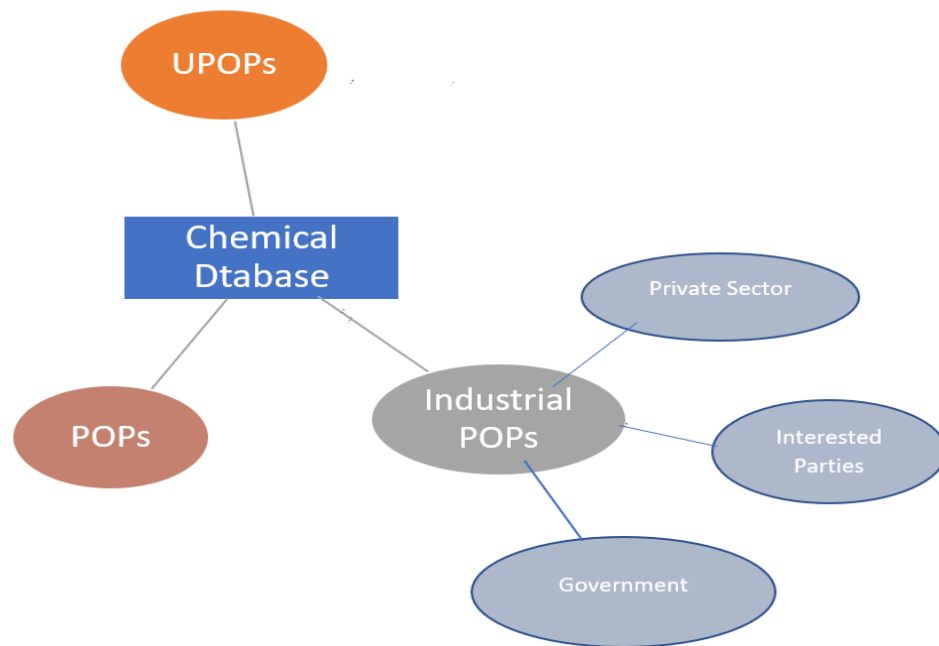 UPOPs
Chemical
Dtabase
Private Sector
Industrial
POPs
POPs
Interested
Parties
Government